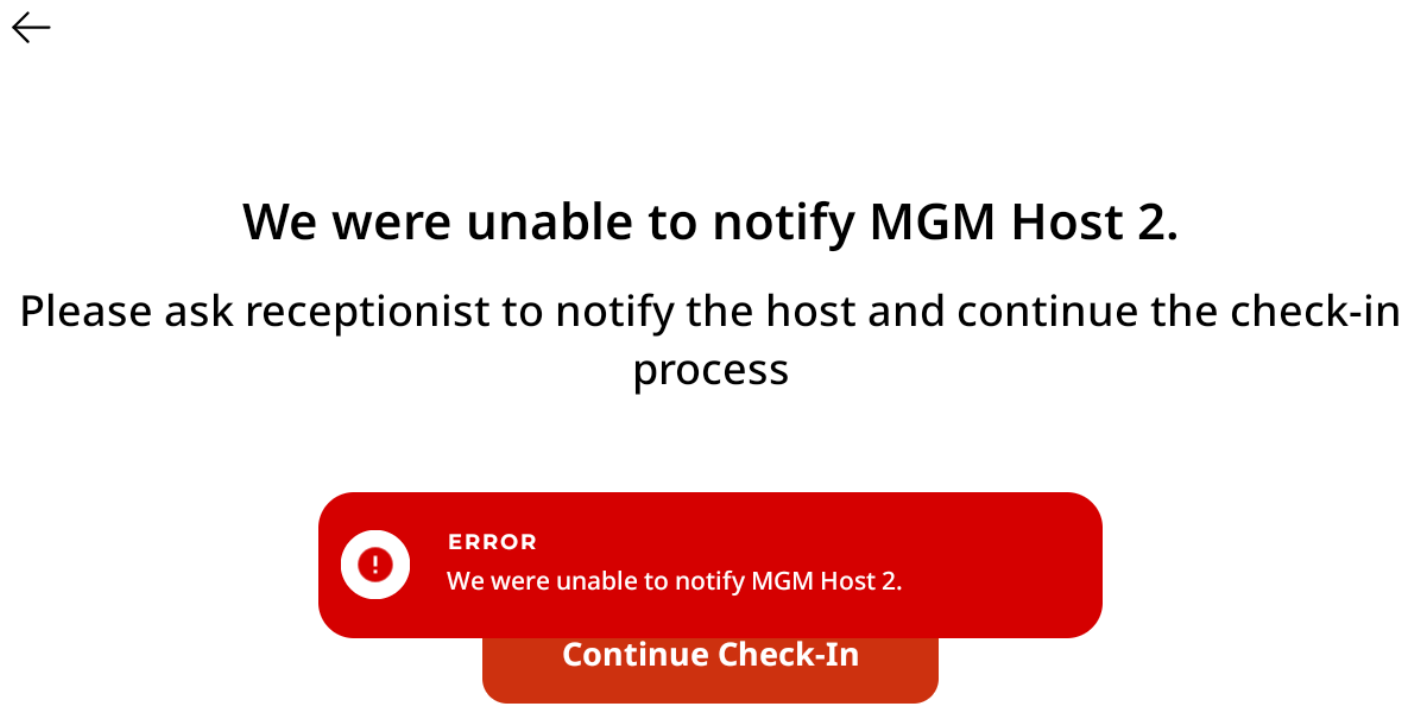 We were unable to notify MGM Host 2.
Please ask receptionist to notify the host and continue the check-in
process
ERROR
We were unable to notify MGM Host 2.
Continue Check-In